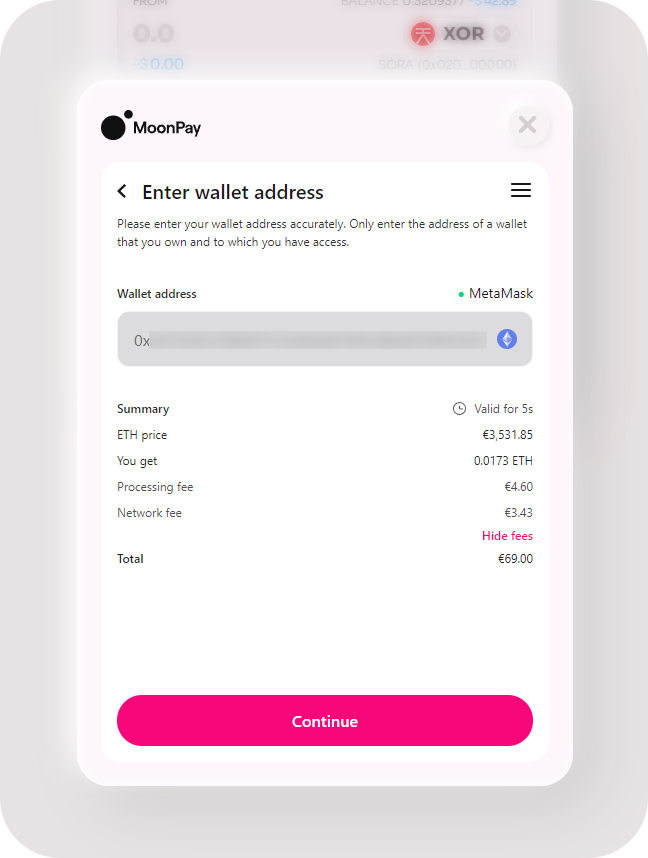 FROM
BALANCE 0.3209377 ~$42.89
0.0
XOR
~$0.00
SORA (0x020...00000)
MoonPay
Enter wallet address
Please enter your wallet address accurately. Only enter the address of a wallet
that you own and to which you have access.
Wallet address
MetaMask
0x
Summary
Valid for 5s
ETH price
€3,531.85
You get
0.0173 ETH
Processing fee
€4.60
Network fee
€3.43
Hide fees
Total
€69.00
Continue